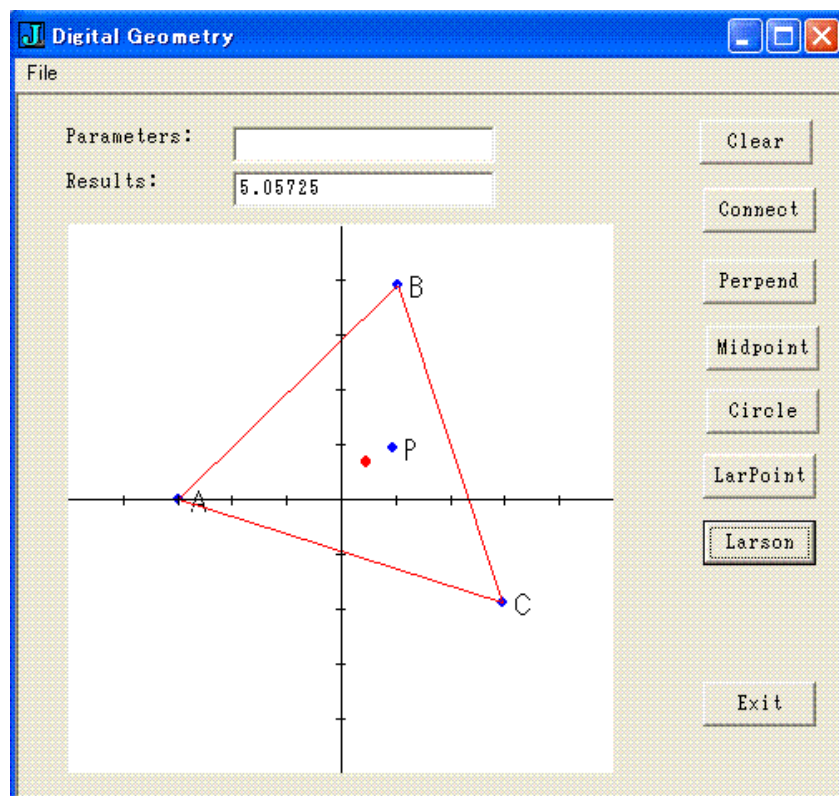 Digital Geometry
File
Parameters:
Results: 5.05725
Clear
Connect
Perpend
Midpoint
Circle
LarPoint
Larson
Exit
B
P
A
C